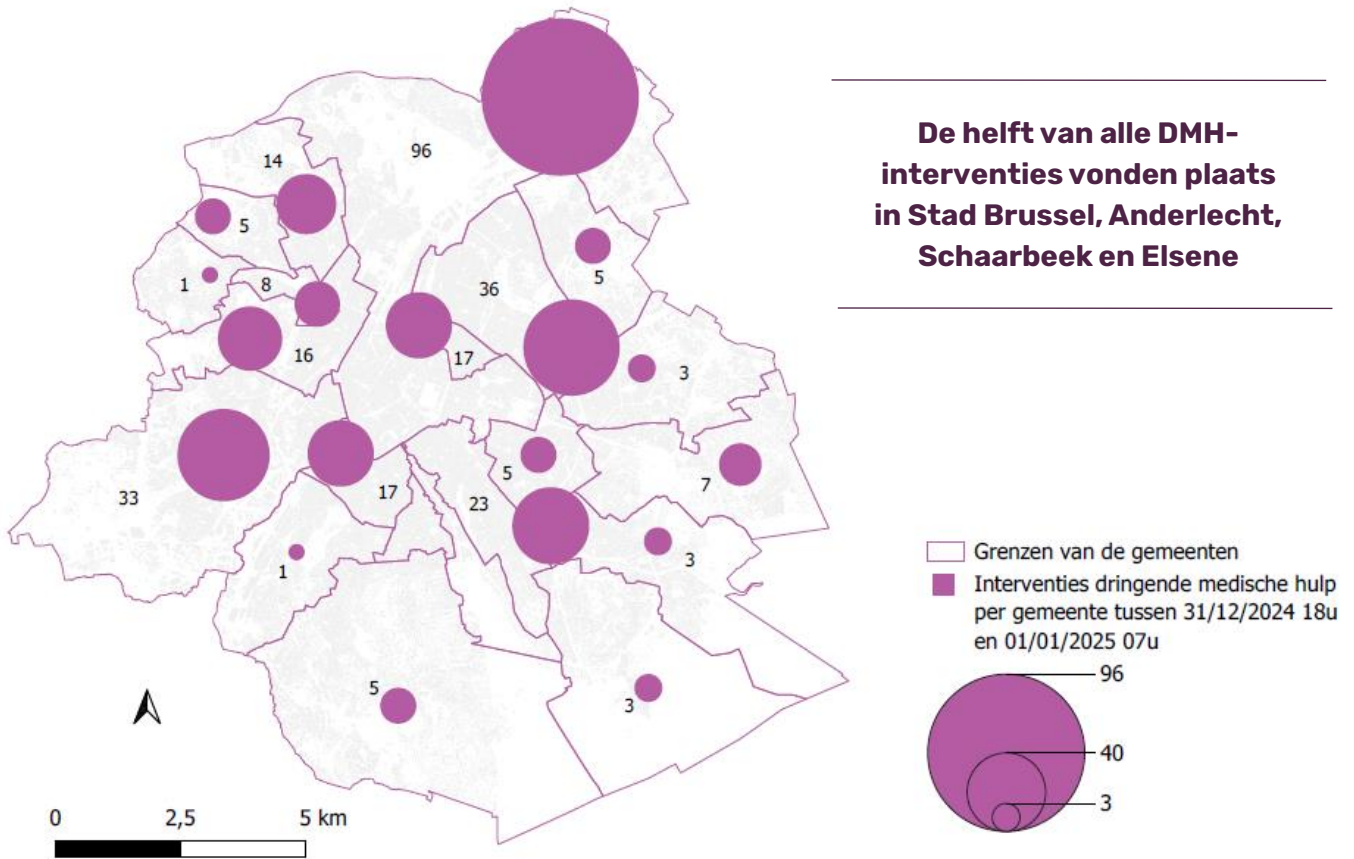 De helft van alle DMH-
interventies vonden plaats
in Stad Brussel, Anderlecht,
Schaarbeek en Elsene
96
14
5
1
8
16
36
5
17
3
33
17
23
5
7
1
3
5
3
Grenzen van de gemeenten
Interventies dringende medische hulp
per gemeente tussen 31/12/2024 18u
en 01/01/2025 07u
96
40
3
0 2,5 5 km